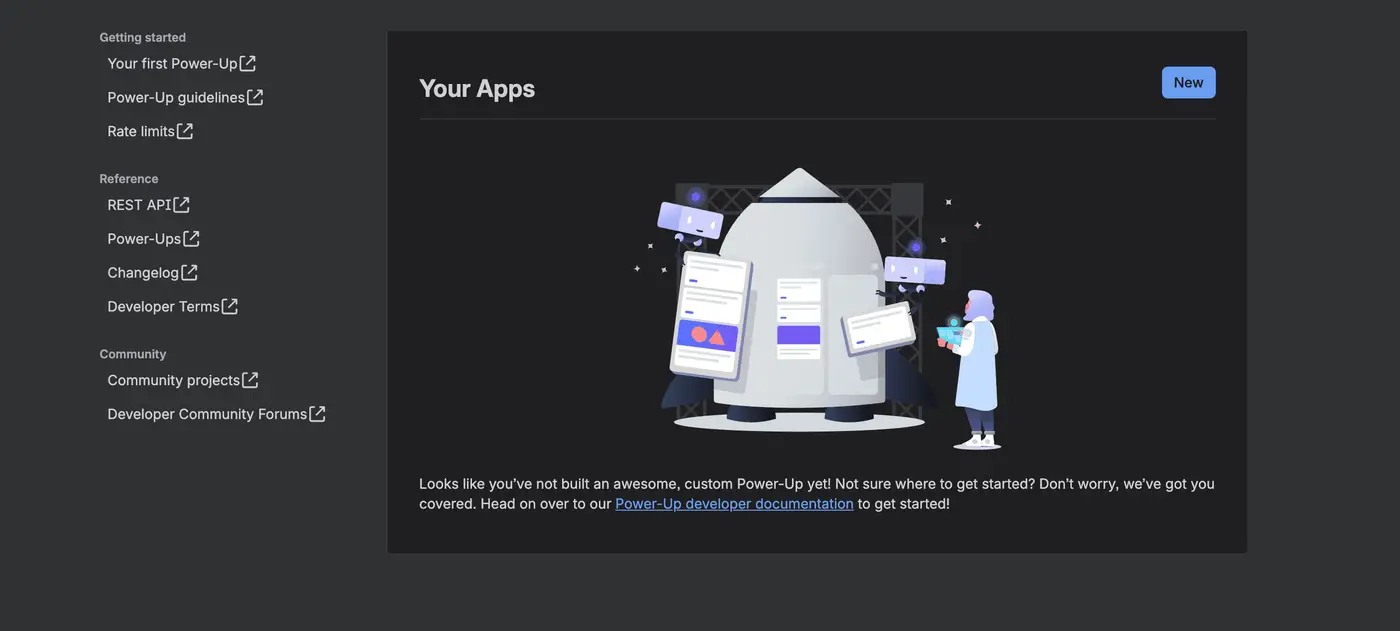 Getting started
Your first Power-Up
Power-Up guidelines
Rate limits
Reference
REST API
Power-Ups
Changelog
Developer Terms
Community
Community projects
Developer Community Forums
Your Apps
New
Looks like you’ve not built an awesome, custom Power-Up yet! Not sure where to get started? Don’t worry, we’ve got you
covered. Head on over to our Power-Up developer documentation to get started!